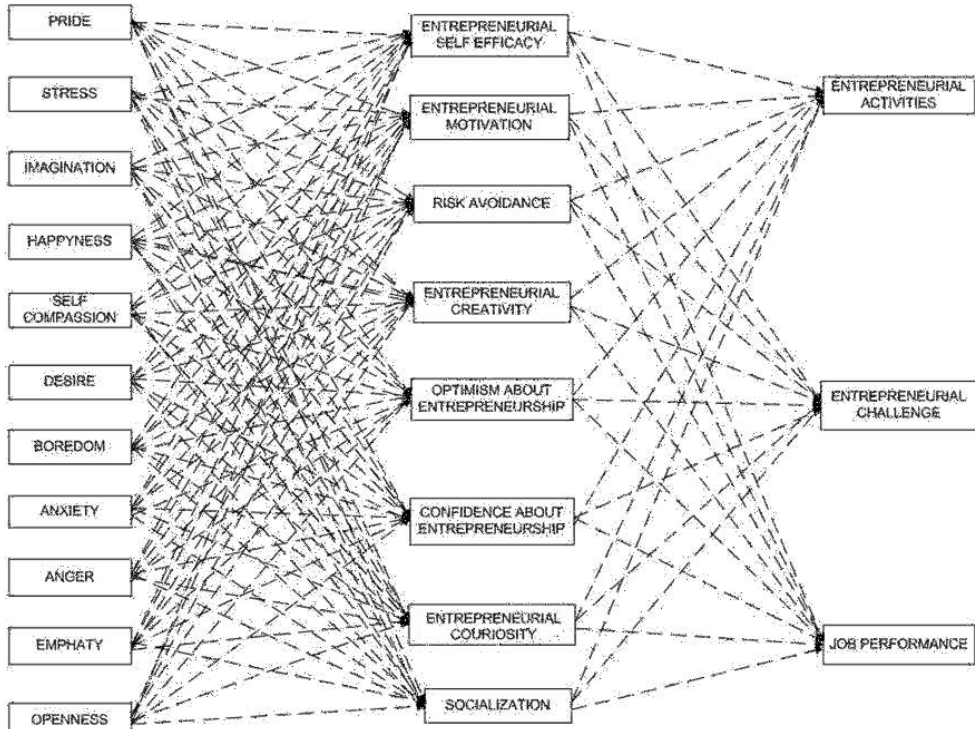 PRIDE
STRESS
IMAGINATION
HAPPYNESS
SELF
COMPASSION
DESIRE
BOREDOM
ANXIETY
ANGER
EMPHATY
OPENNESS
ENTREPRENEURIAL
SELF EFFICACY
ENTREPRENEURIAL
MOTIVATION
RISK AVOIDANCE
ENTREPRENEURIAL
CREATIVITY
OPTIMISM ABOUT
ENTREPRENEURSHIP
CONFIDENCE ABOUT
ENTREPRENEURSHIP
ENTREPRENEURIAL
COURIOSITY
SOCIALIZATION
ENTREPRENEURIAL
ACTIVITIES
ENTREPRENEURIAL
CHALLENGE
JOB PERFORMANCE